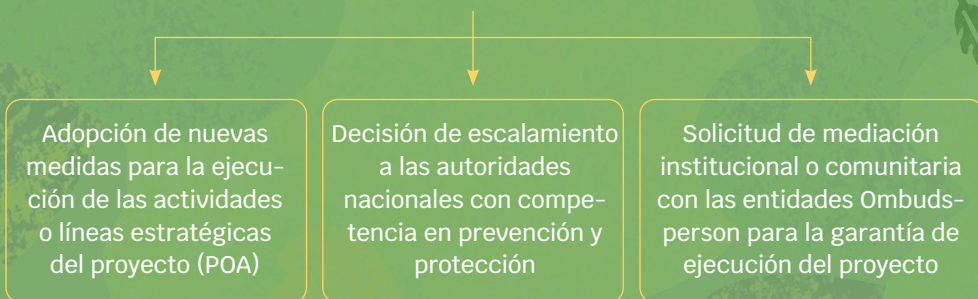 Adopción de nuevas
medidas para la ejecu-
ción de las actividades
o líneas estratégicas
del proyecto (POA)
Decisión de escalamiento
a las autoridades
nacionales con compe-
tencia en prevención y
protección
Solicitud de mediación
institucional o comunitaria
con las entidades Ombuds-
person para la garantía de
ejecución del proyecto